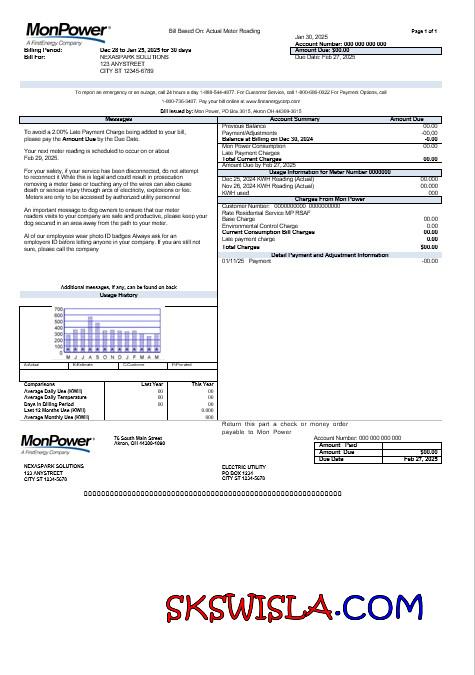 MonPower
A FirstEnergy Company
Bill Based On: Actual Meter Reading
Page 1 of 1
Jan 30, 2025
Billing Period: Dec 28 to Jan 25, 2025 for 30 days
Account Number: 000 000 000 000
Amount Due: $00.00
Bill For: NEXASPARK SOLUTIONS
Due Date: Feb 27, 2025
123 ANYSTREET
CITY ST 12345-6789
To report an emergency or an outage, call 24 hours a day 1-888-544-4877. For Customer Service, call 1-800-686-0022 For Payment Options, call
1-800-736-3407. Pay your bill online at www.firstenergycorp.com
Bill issued by: Mon Power, PO Box 3615, Akron OH 44309-3615
Messages
To avoid a 2.00% Late Payment Charge being added to your bill,
please pay the Amount Due by the Due Date.
Your next meter reading is scheduled to occur on or about
Feb 29, 2025.
For your safety, if your service has been disconnected, do not attempt
to reconnect it While this is legal and could result in prosecution
removing a meter base or touching any of the wires can also cause
death or serious injury through arcs of electricity, explosions or fire.
Meters are only to be accessed by authorized utility personnel
An important message to dog owners to ensure that our meter
readers visits to your company are safe and productive, please keep your
dog secured in an area away from the path to your meter.
All of our employees wear photo ID badges Always ask for an
employers ID before letting anyone in your company. If you are still not
sure, please call the company
Additional messages, if any, can be found on back
Usage History
700
600
500
400
300
200
100
0
M J J A S O N D J F M A M
A-Actual B-Estimate C-Customer
Comparisons Last Year This Year
Average Daily Use (KWH) 00 00
Average Daily Temperature 00 00
Days in Billing Period 00 00
Last 12 Months Use (KWH) 0,000
Average Monthly Use (KWH) 000
Account Summary Amount Due
Previous Balance 00.00
Payment/Adjustments -00.00
Balance at Billing on Dec 30, 2024 -0.00
Mon Power Consumption 00.00
Late Payment Charges
Total Current Charges 00.00
Amount Due by Feb 27, 2025
Usage Information for Meter Number 0000000
Dec 25, 2024 KWH Reading (Actual) 00.00
Nov 26, 2024 KWH Reading (Actual) 00.00
KWH used 000
Charges From Mon Power
Customer Number: 0000000000 0000000000
Rate Residential Service MP RSAF
Base Charge 00.00
Environmental Control Charge 0.00
Current Consumption Bill Charges 00.00
Late payment charge 0.00
Total Charges $00.00
Detail Payment and Adjustment Information
01/11/25 Payment -00.00
Return this part a check or money order
payable to Mon Power
MonPower
A FirstEnergy Company
76 South Main Street
Akron, OH 44308-1890
Account Number: 000 000 000 000
Amount Paid
Amount Due $00.00
Due Date Feb 27, 2025
NEXASPARK SOLUTIONS
123 ANYSTREET
CITY ST 1234-5678
ELECTRIC UTILITY
PO BOX 1234
CITY ST 1234-5678
SKSWISLA.COM